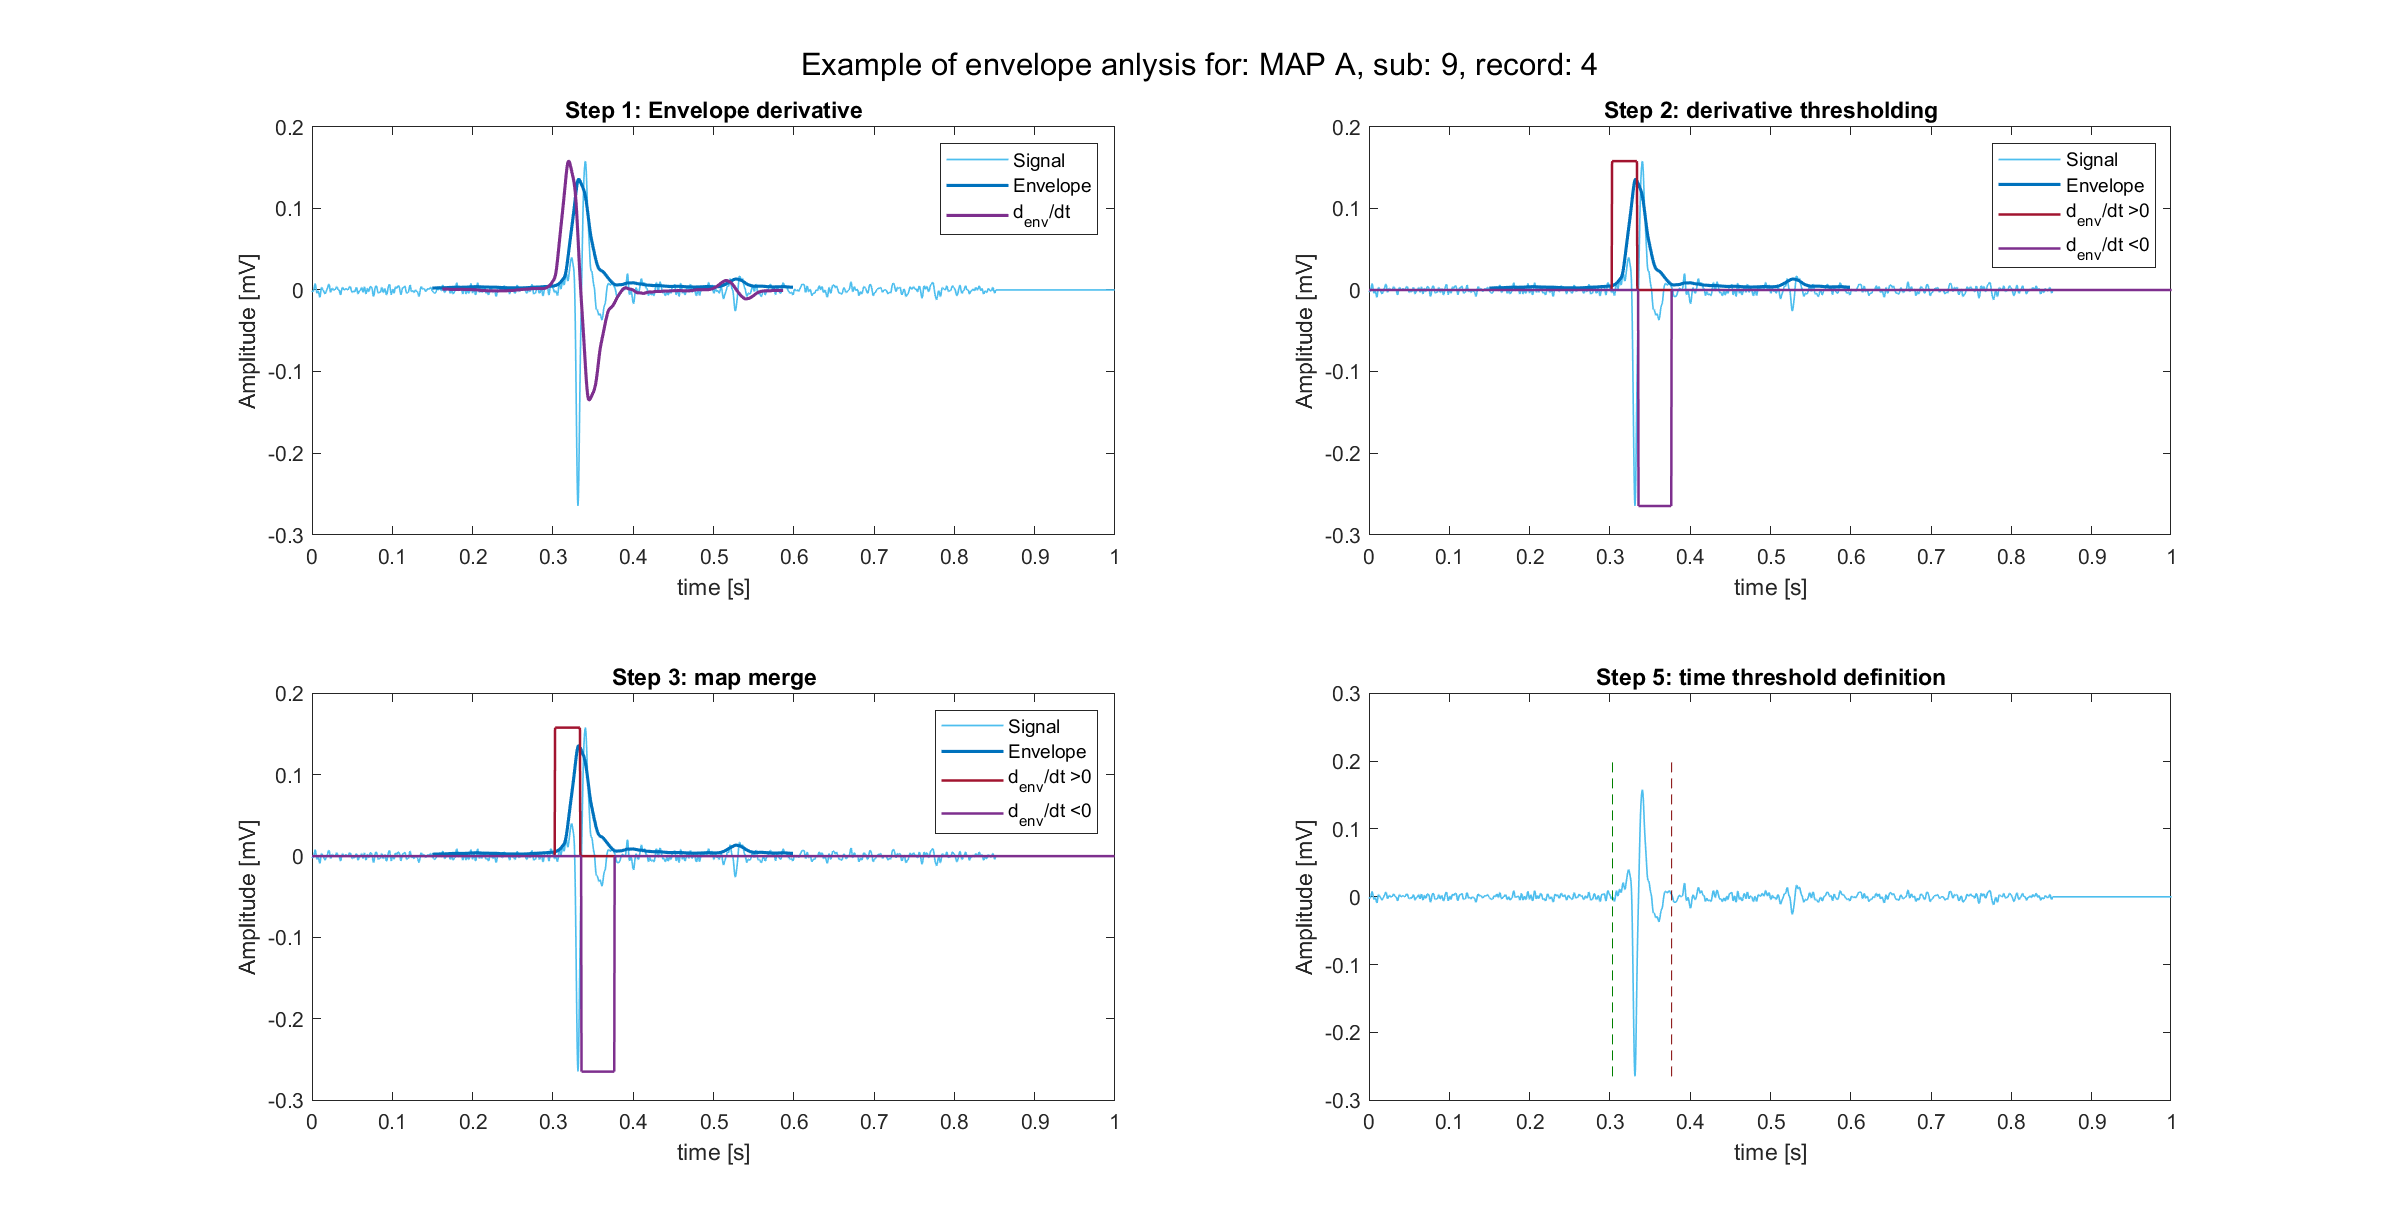 Example of envelope anlysis for: MAP A, sub: 9, record: 4
Step 1: Envelope derivative
0.2
0.1
0
-0.1
-0.2
-0.3
Amplitude [mV]
0 0.1 0.2 0.3 0.4 0.5 0.6 0.7 0.8 0.9 1
time [s]
Signal
Envelope
d_env/dt
Step 2: derivative thresholding
0.2
0.1
0
-0.1
-0.2
-0.3
Amplitude [mV]
0 0.1 0.2 0.3 0.4 0.5 0.6 0.7 0.8 0.9 1
time [s]
Signal
Envelope
d_env/dt >0
d_env/dt <0
Step 3: map merge
0.2
0.1
0
-0.1
-0.2
-0.3
Amplitude [mV]
0 0.1 0.2 0.3 0.4 0.5 0.6 0.7 0.8 0.9 1
time [s]
Signal
Envelope
d_env/dt >0
d_env/dt <0
Step 5: time threshold definition
0.3
0.2
0.1
0
-0.1
-0.2
-0.3
Amplitude [mV]
0 0.1 0.2 0.3 0.4 0.5 0.6 0.7 0.8 0.9 1
time [s]